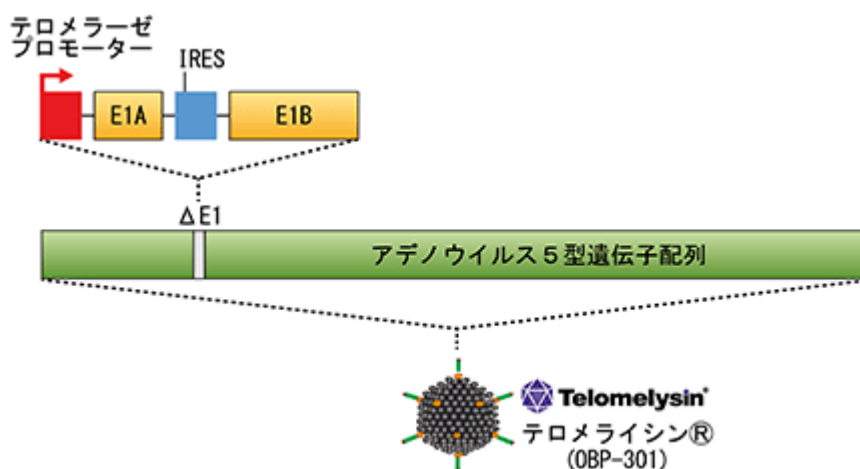 テロメラーゼ
プロモーター
IRES
E1A
E1B
ΔE1
アデノウイルス5型遺伝子配列
Telomelysin®
テロメライシンⓇ
(OBP-301)